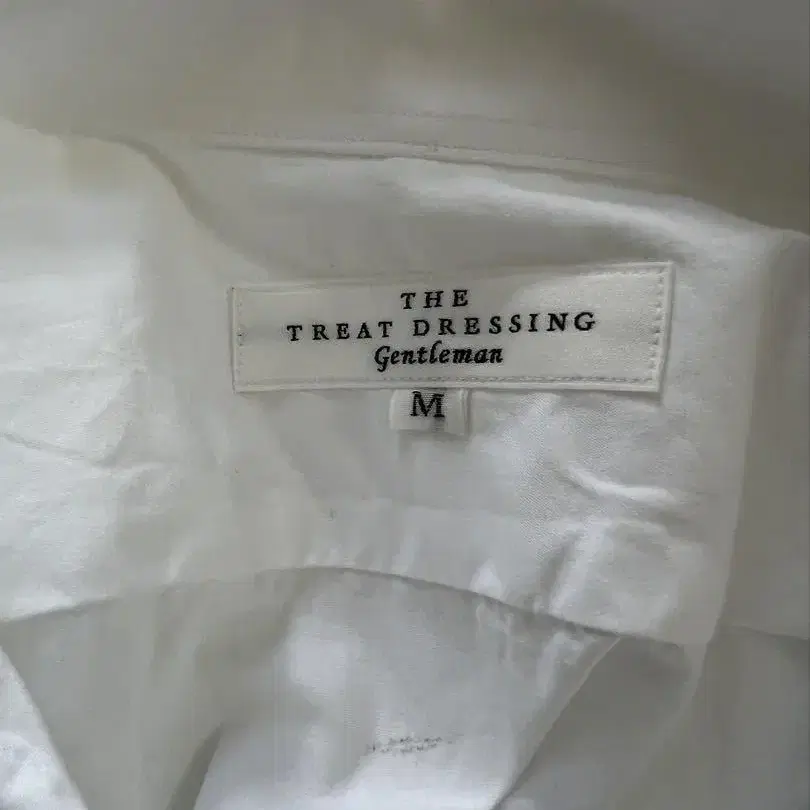 THE
TREAT DRESSING
Gentleman
M